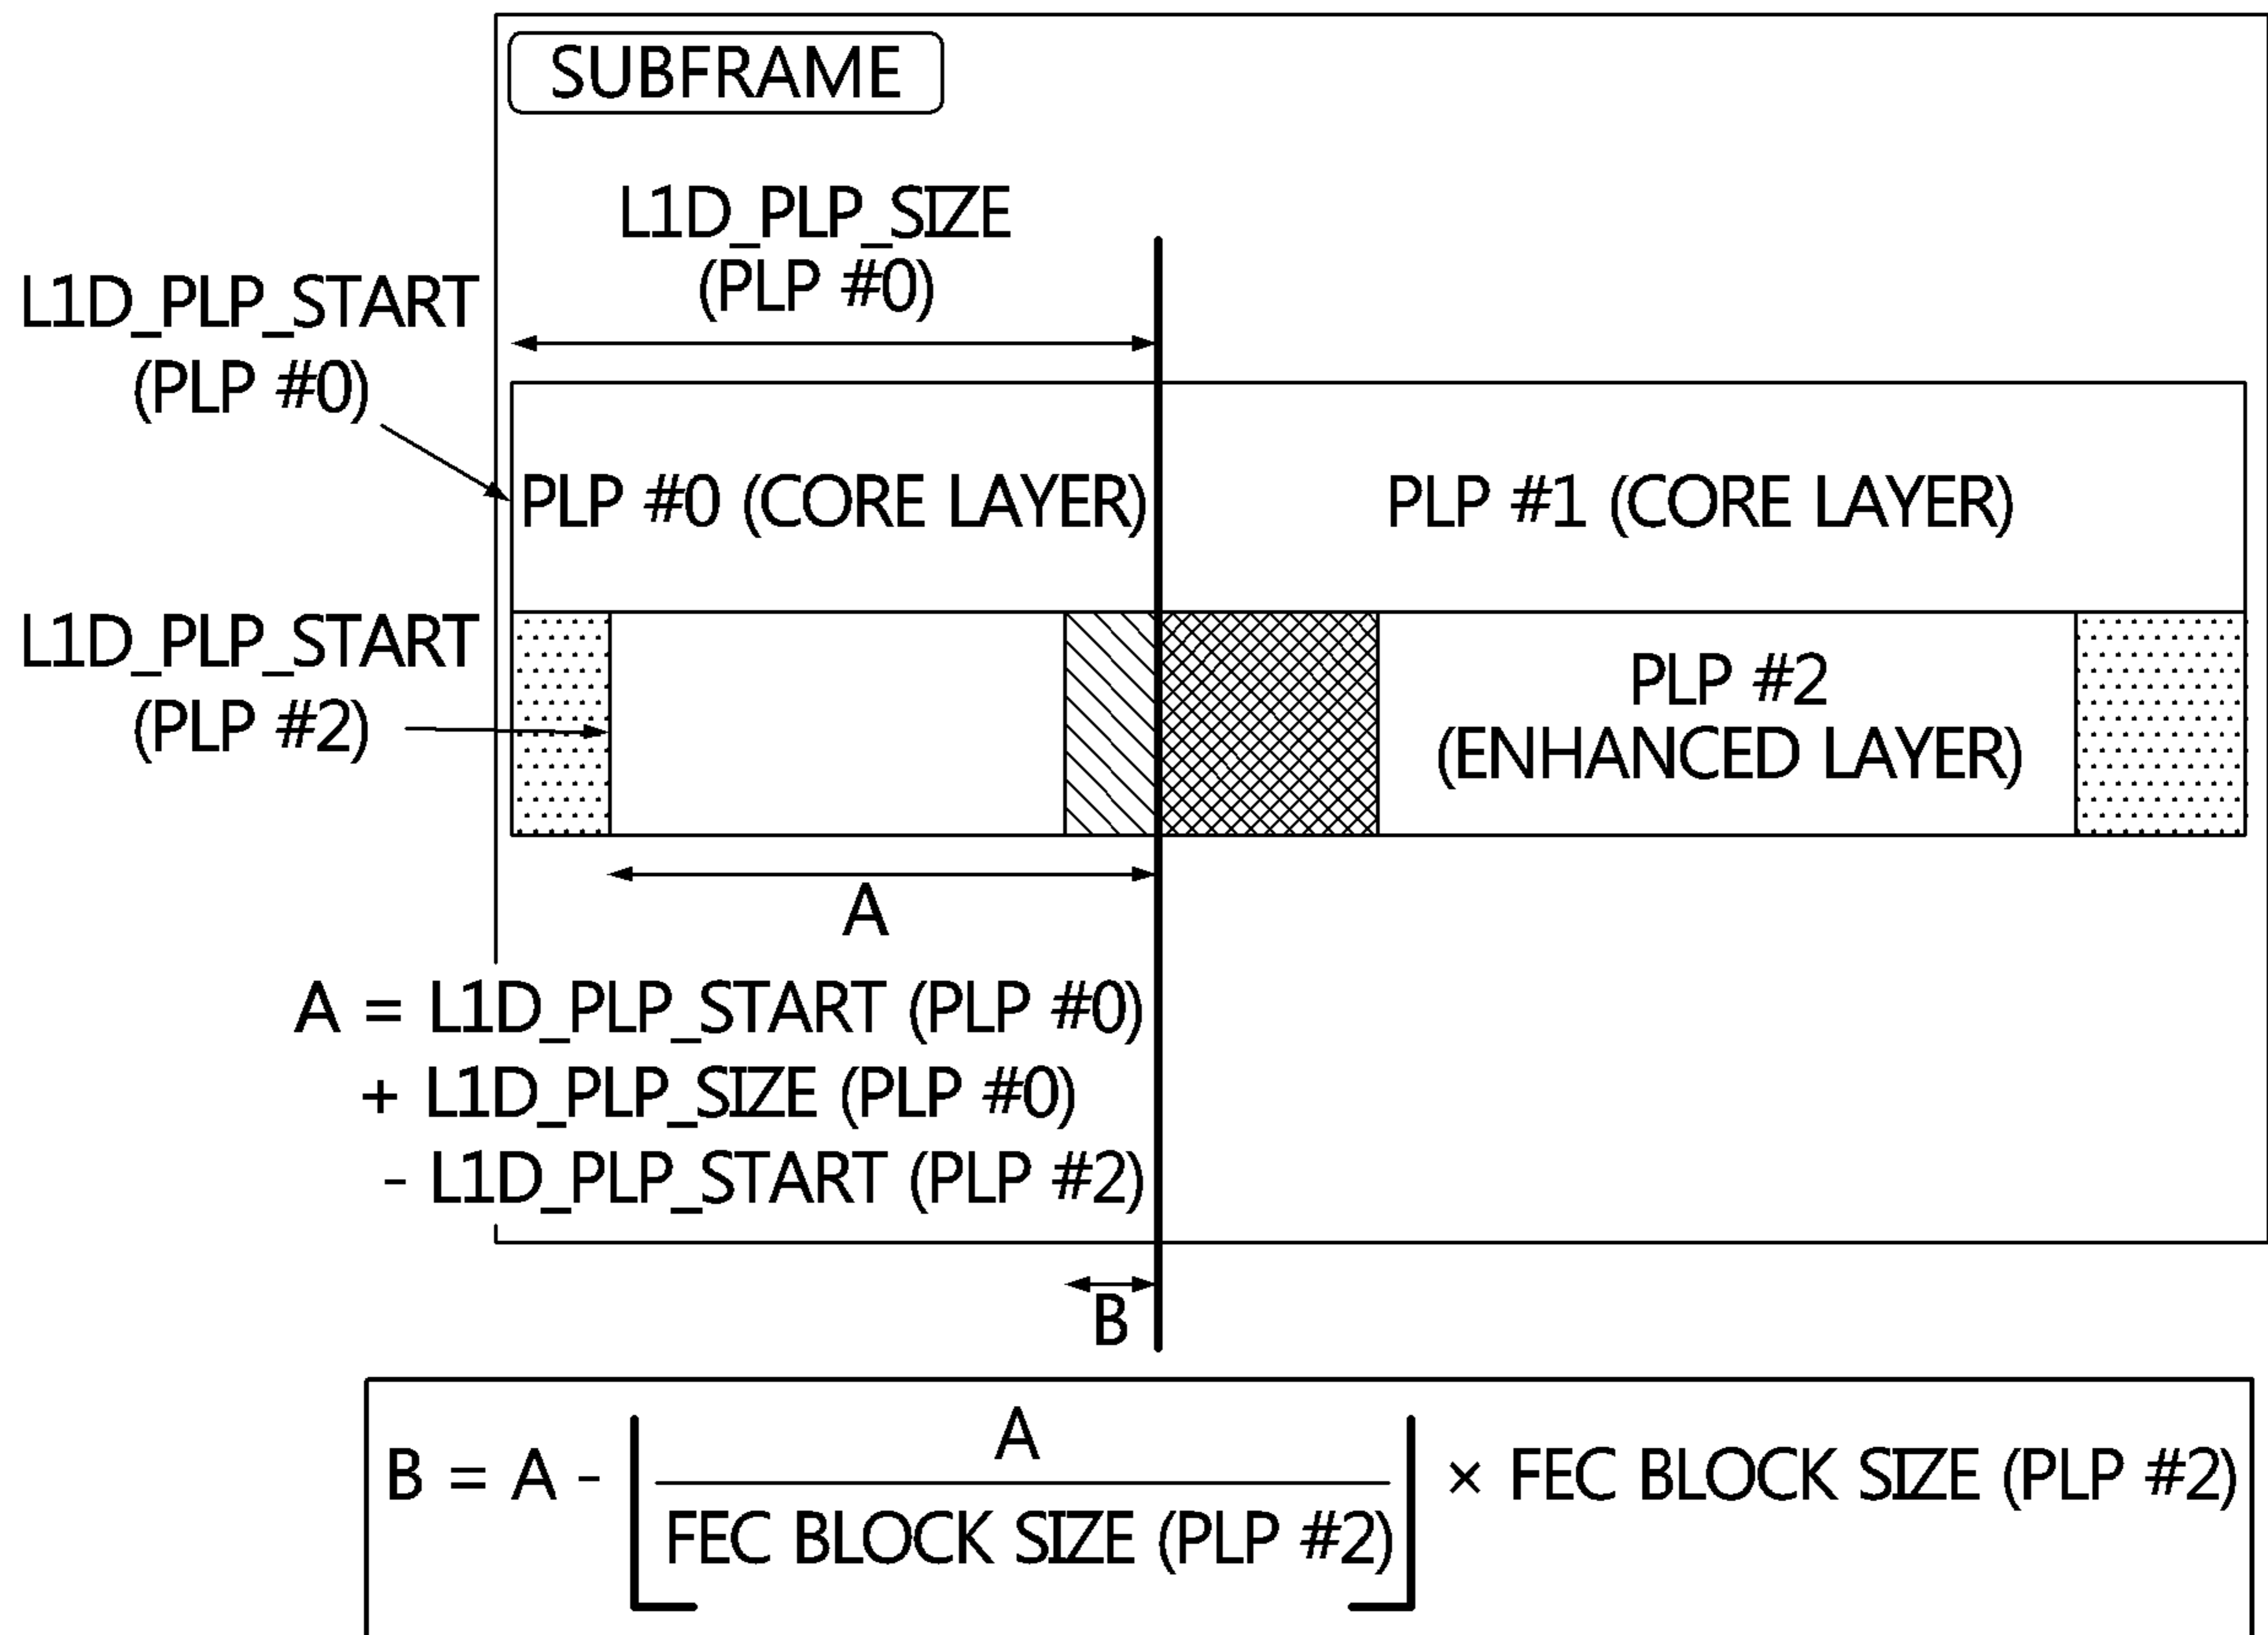 SUBFRAME
L1D_PLP_SIZE
(PLP #0)
L1D_PLP_START
(PLP #0)
PLP #0 (CORE LAYER)
PLP #1 (CORE LAYER)
L1D_PLP_START
(PLP #2)
PLP #2
(ENHANCED LAYER)
A
A = L1D_PLP_START (PLP #0)
+ L1D_PLP_SIZE (PLP #0)
- L1D_PLP_START (PLP #2)
B
B = A - ⌊ A / FEC BLOCK SIZE (PLP #2) ⌋ × FEC BLOCK SIZE (PLP #2)